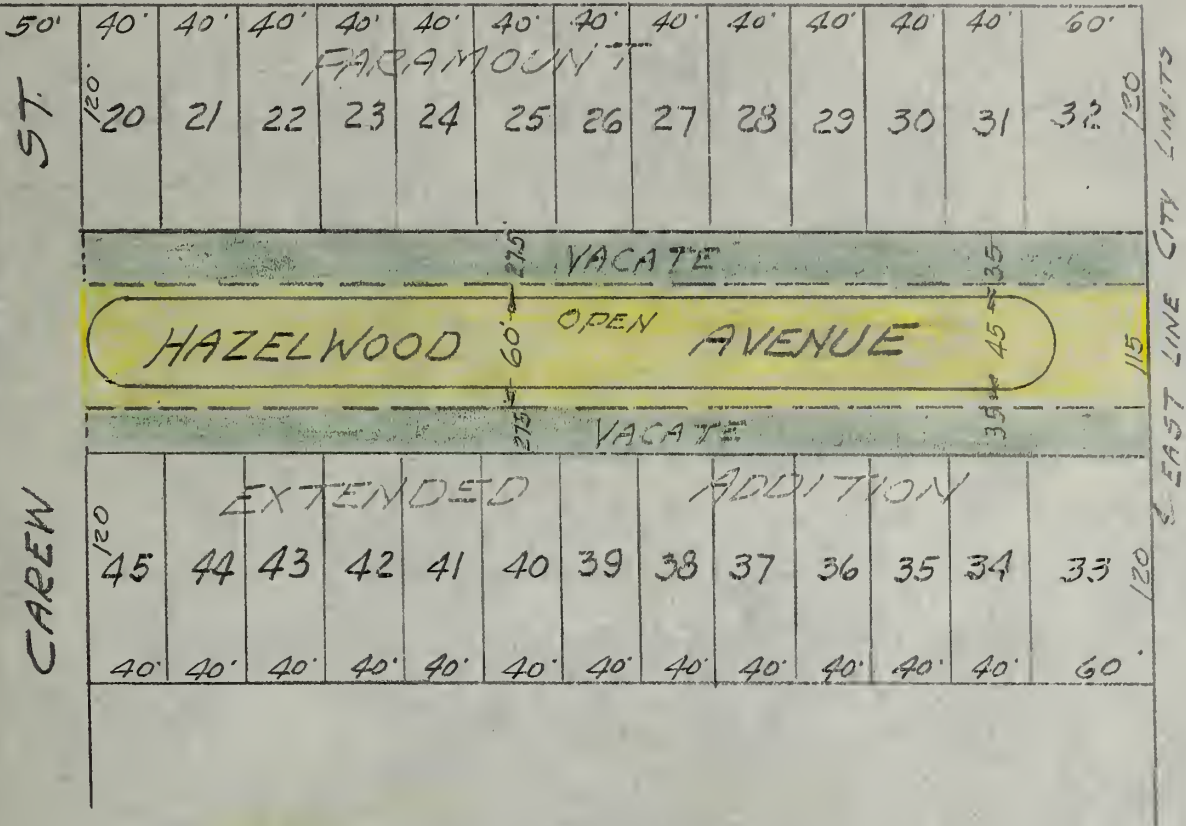 50' 40' 40' 40' 40' 40' 40' 40' 40' 40' 40' 40' 40' 60'
PARAMOUNT
120' 20 21 22 23 24 25 26 27 28 29 30 31 32 120
CAREW ST.
27.5 VACATE 35
HAZELWOOD 60' OPEN AVENUE 45 115
27.5 VACATE 35
EXTENDED ADDITION
120 45 44 43 42 41 40 39 38 37 36 35 34 33 120
40' 40' 40' 40' 40' 40' 40' 40' 40' 40' 40' 40' 60'
EAST LINE CITY LIMITS